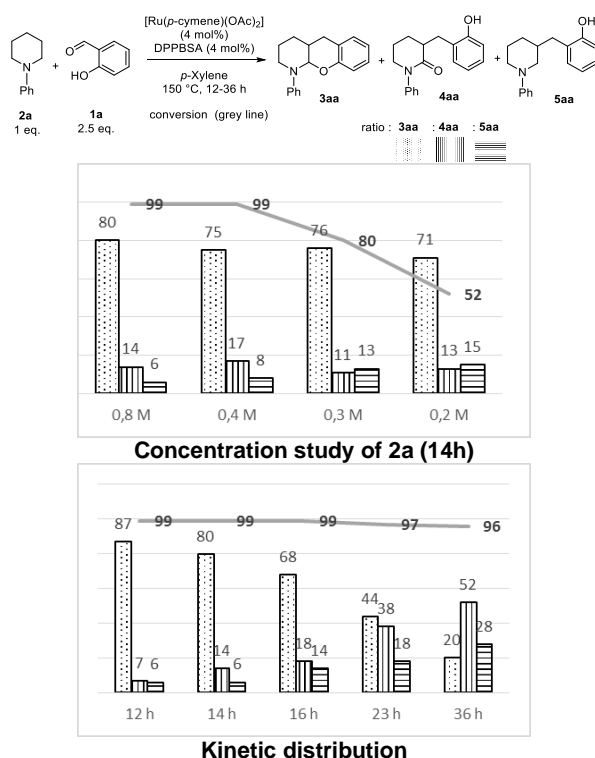 [Ru(p-cymene)(OAc)2]
(4 mol%)
DPPBSA (4 mol%)
p-Xylene
150 °C, 12-36 h
N
Ph
+
O
HO
N
Ph
O
+
OH
N
O
Ph
+
OH
N
Ph
2a
1 eq.
1a
2.5 eq.
3aa
4aa
5aa
conversion (grey line)
ratio : 3aa : 4aa : 5aa
99 99 80 52
80 14 6
75 17 8
76 11 13
71 13 15
0,8 M 0,4 M 0,3 M 0,2 M
Concentration study of 2a (14h)
99 99 99 97 96
87 7 6
80 14 6
68 18 14
44 38 18
20 52 28
12 h 14 h 16 h 23 h 36 h
Kinetic distribution